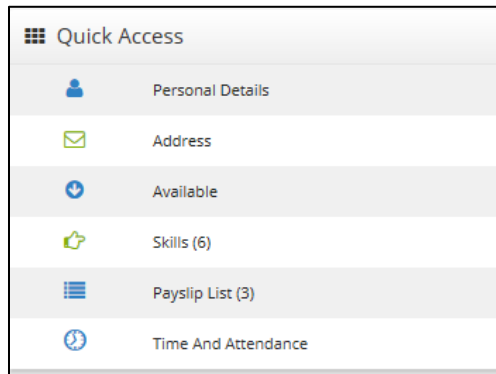 Quick Access
Personal Details
Address
Available
Skills (6)
Payslip List (3)
Time And Attendance